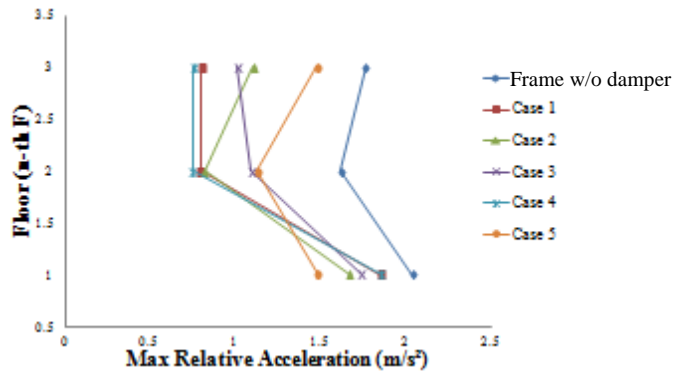 3.5
3
2.5
2
1.5
1
0.5
Floor (n-th F)
0
0.5
1
1.5
2
2.5
Max Relative Acceleration (m/s²)
Frame w/o damper
Case 1
Case 2
Case 3
Case 4
Case 5